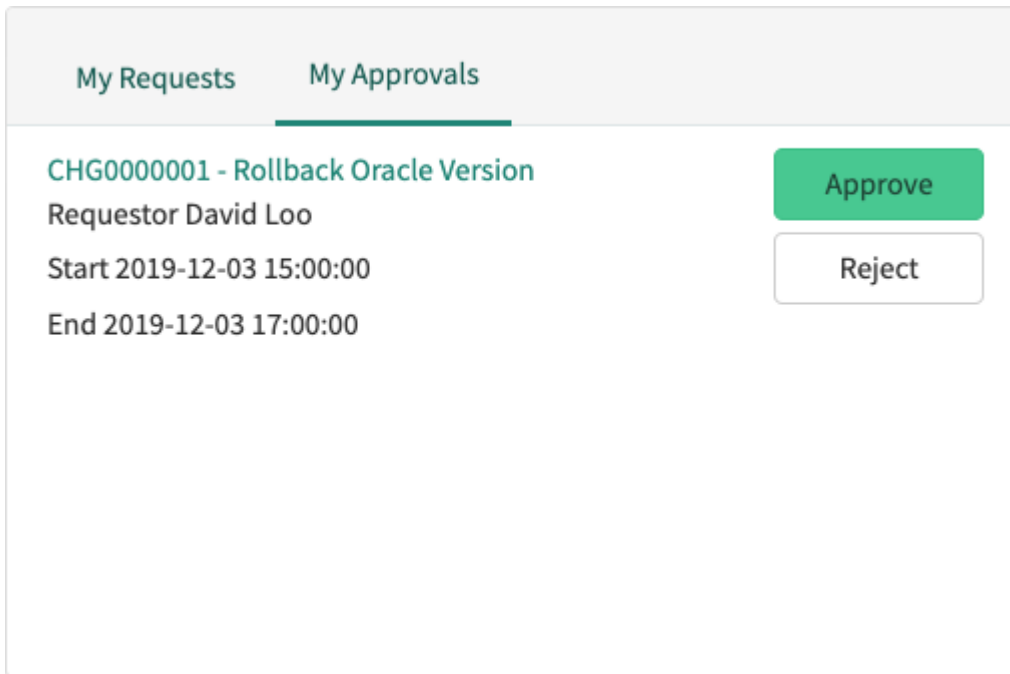 My Requests
My Approvals
CHG0000001 - Rollback Oracle Version
Requestor David Loo
Start 2019-12-03 15:00:00
End 2019-12-03 17:00:00
Approve
Reject